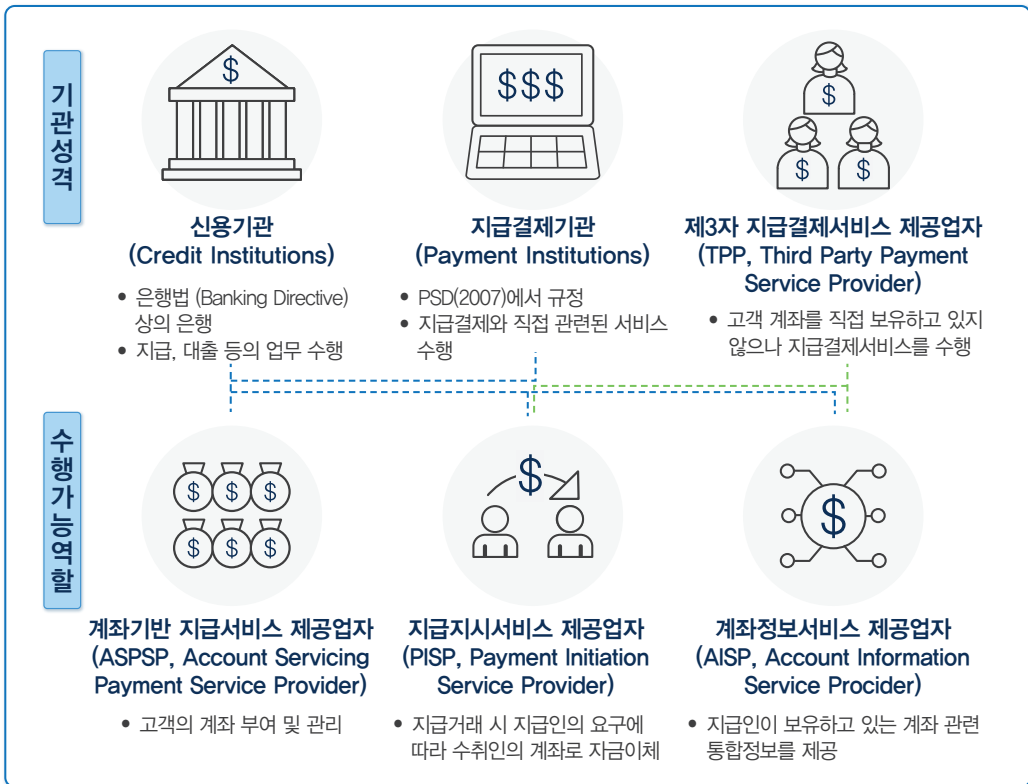 기관성격
$
$$$
$
$
$
신용기관
(Credit Institutions)
• 은행법 (Banking Directive)
상의 은행
• 지급, 대출 등의 업무 수행
지급결제기관
(Payment Institutions)
• PSD(2007)에서 규정
• 지급결제와 직접 관련된 서비스
수행
제3자 지급결제서비스 제공업자
(TPP, Third Party Payment
Service Provider)
• 고객 계좌를 직접 보유하고 있지
않으나 지급결제서비스를 수행
수행가능역할
$ $ $
$ $ $
$
$
계좌기반 지급서비스 제공업자
(ASPSP, Account Servicing
Payment Service Provider)
• 고객의 계좌 부여 및 관리
지급지시서비스 제공업자
(PISP, Payment Initiation
Service Provider)
• 지급거래 시 지급인의 요구에
따라 수취인의 계좌로 자금이체
계좌정보서비스 제공업자
(AISP, Account Information
Service Procider)
• 지급인이 보유하고 있는 계좌 관련
통합정보를 제공